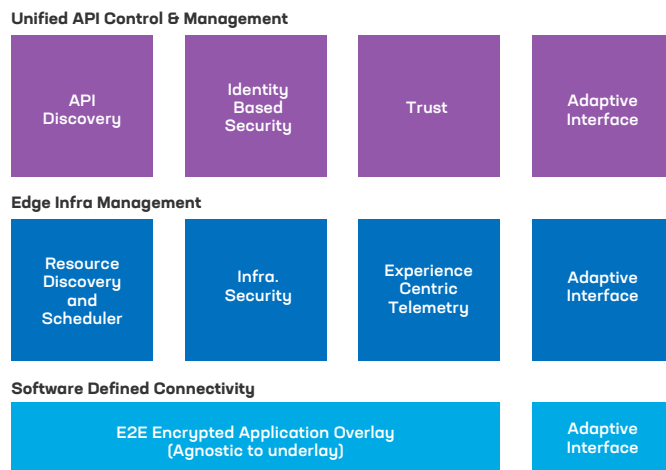 Unified API Control & Management
API
Discovery
Identity
Based
Security
Trust
Adaptive
Interface
Edge Infra Management
Resource
Discovery
and
Scheduler
Infra.
Security
Experience
Centric
Telemetry
Adaptive
Interface
Software Defined Connectivity
E2E Encrypted Application Overlay
(Agnostic to underlay)
Adaptive
Interface